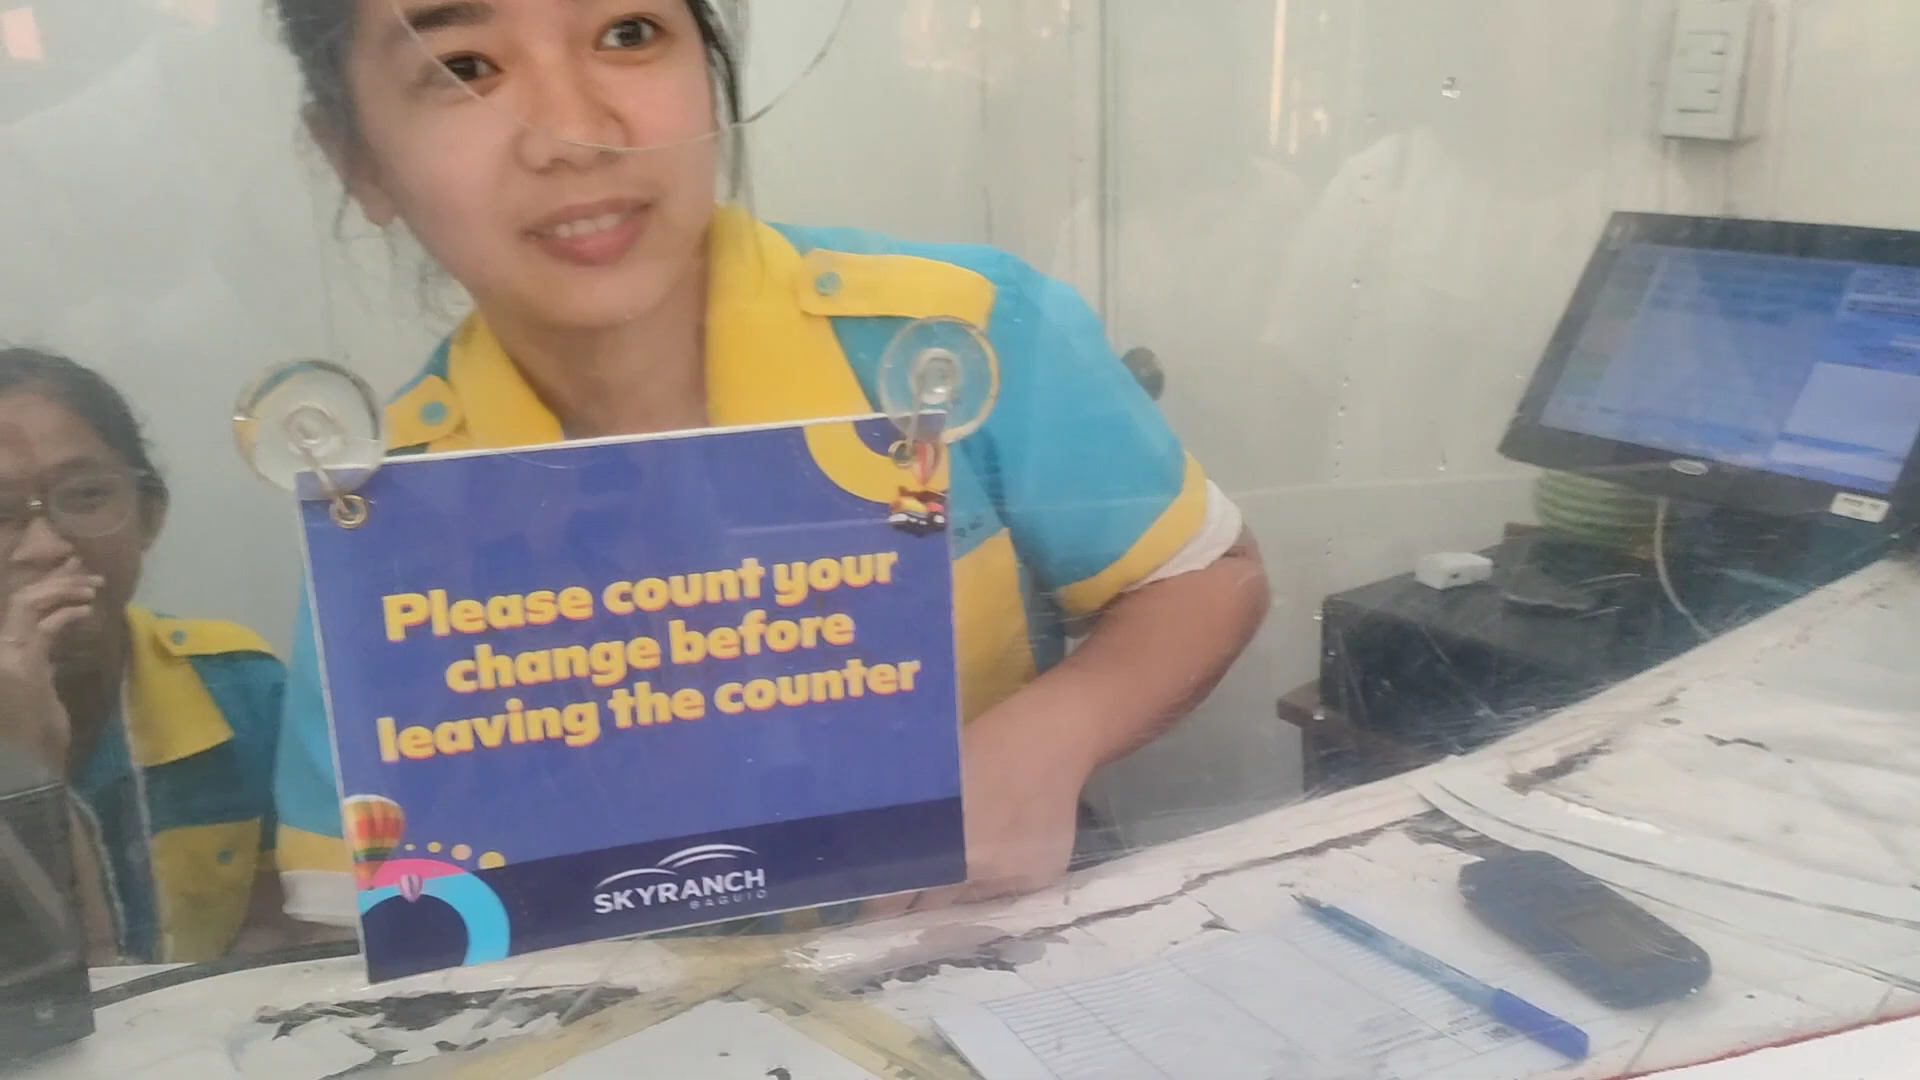 Please count your
change before
leaving the counter
SKYRANCH
BAGUIO